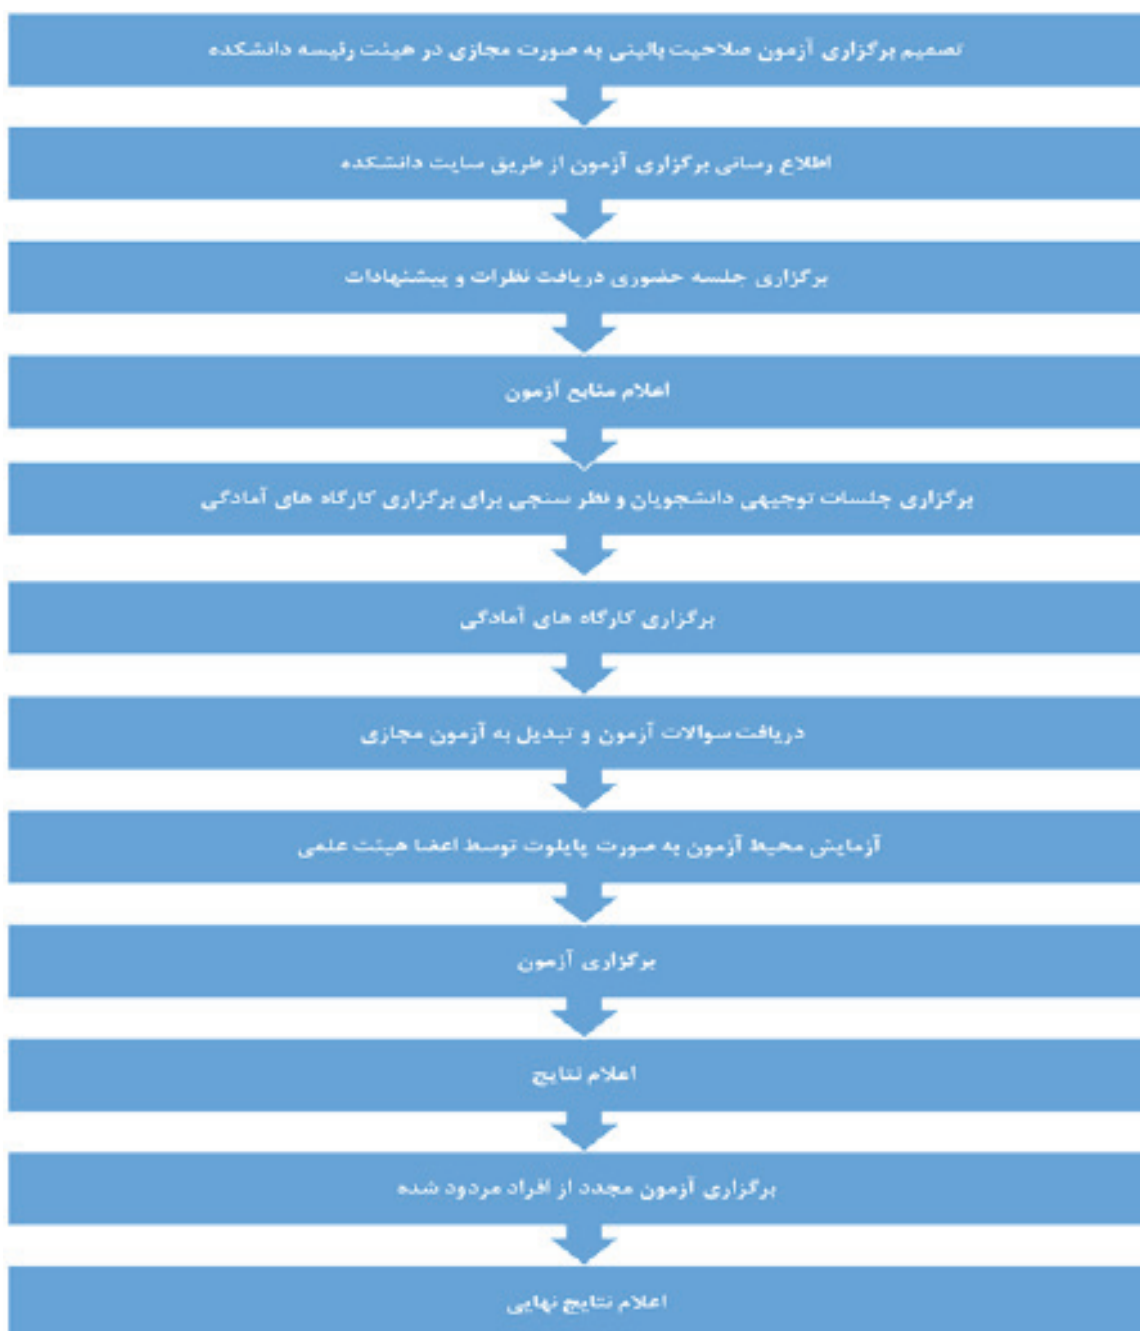 تصمیم برگزاری آزمون صلاحیت بالینی به صورت مجازی در هیئت رئیسه دانشکده
اطلاع رسانی برگزاری آزمون از طریق سایت دانشکده
برگزاری جلسه حضوری دریافت نظرات و پیشنهادات
اعلام منابع آزمون
برگزاری جلسات توجیهی دانشجویان و نظر سنجی برای برگزاری کارگاه های آمادگی
برگزاری کارگاه های آمادگی
دریافت سوالات آزمون و تبدیل به آزمون مجازی
آزمایش محیط آزمون به صورت پایلوت توسط اعضا هیئت علمی
برگزاری آزمون
اعلام نتایج
برگزاری آزمون مجدد از افراد مردود شده
اعلام نتایج نهایی